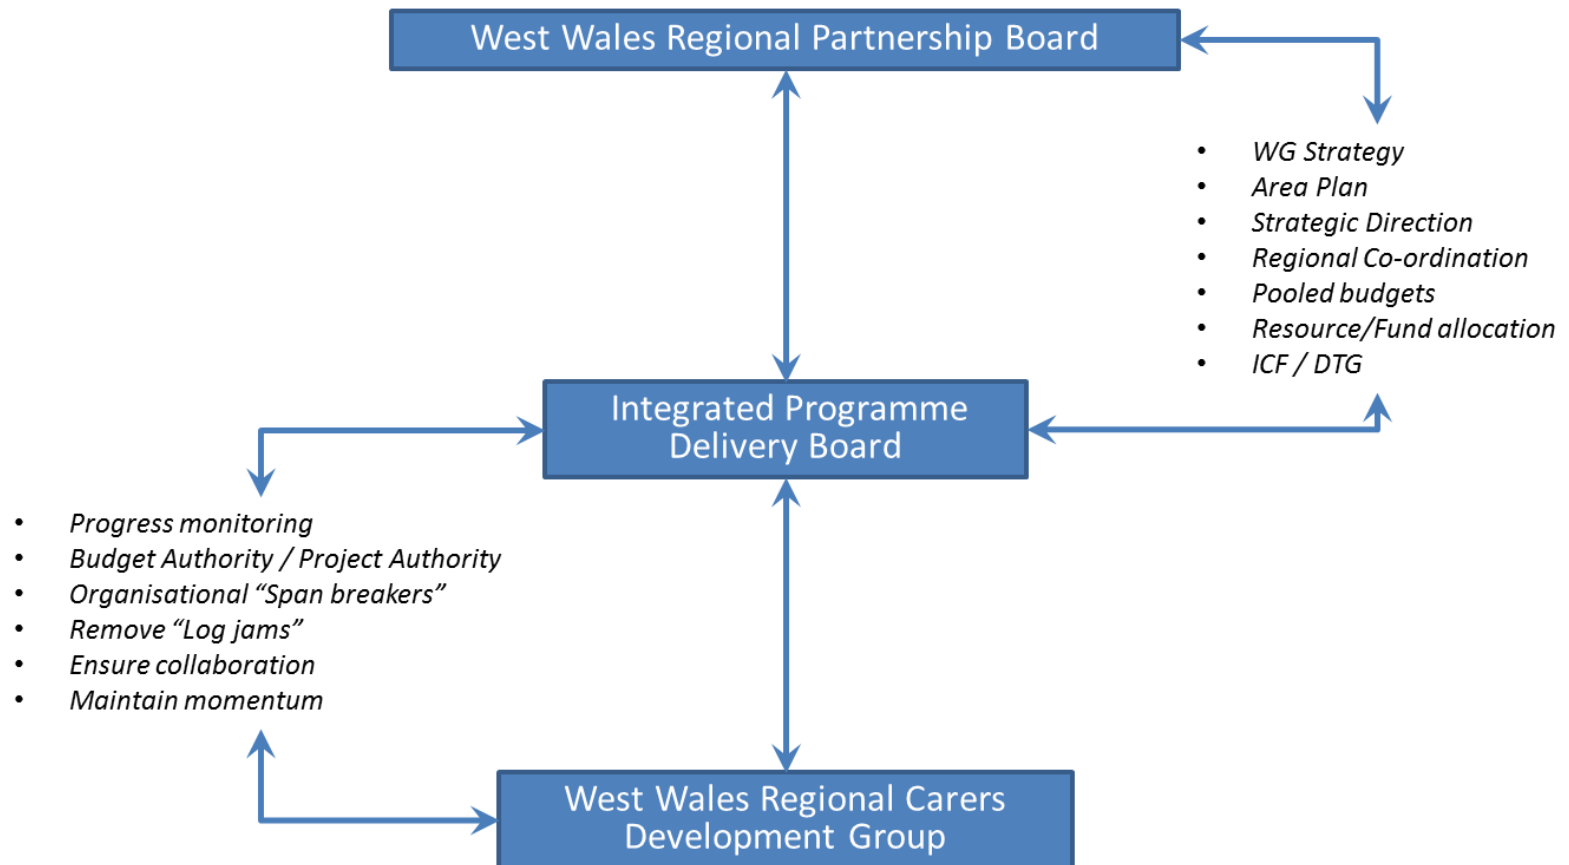 West Wales Regional Partnership Board
• WG Strategy
• Area Plan
• Strategic Direction
• Regional Co-ordination
• Pooled budgets
• Resource/Fund allocation
• ICF / DTG
Integrated Programme
Delivery Board
• Progress monitoring
• Budget Authority / Project Authority
• Organisational “Span breakers”
• Remove “Log jams”
• Ensure collaboration
• Maintain momentum
West Wales Regional Carers
Development Group